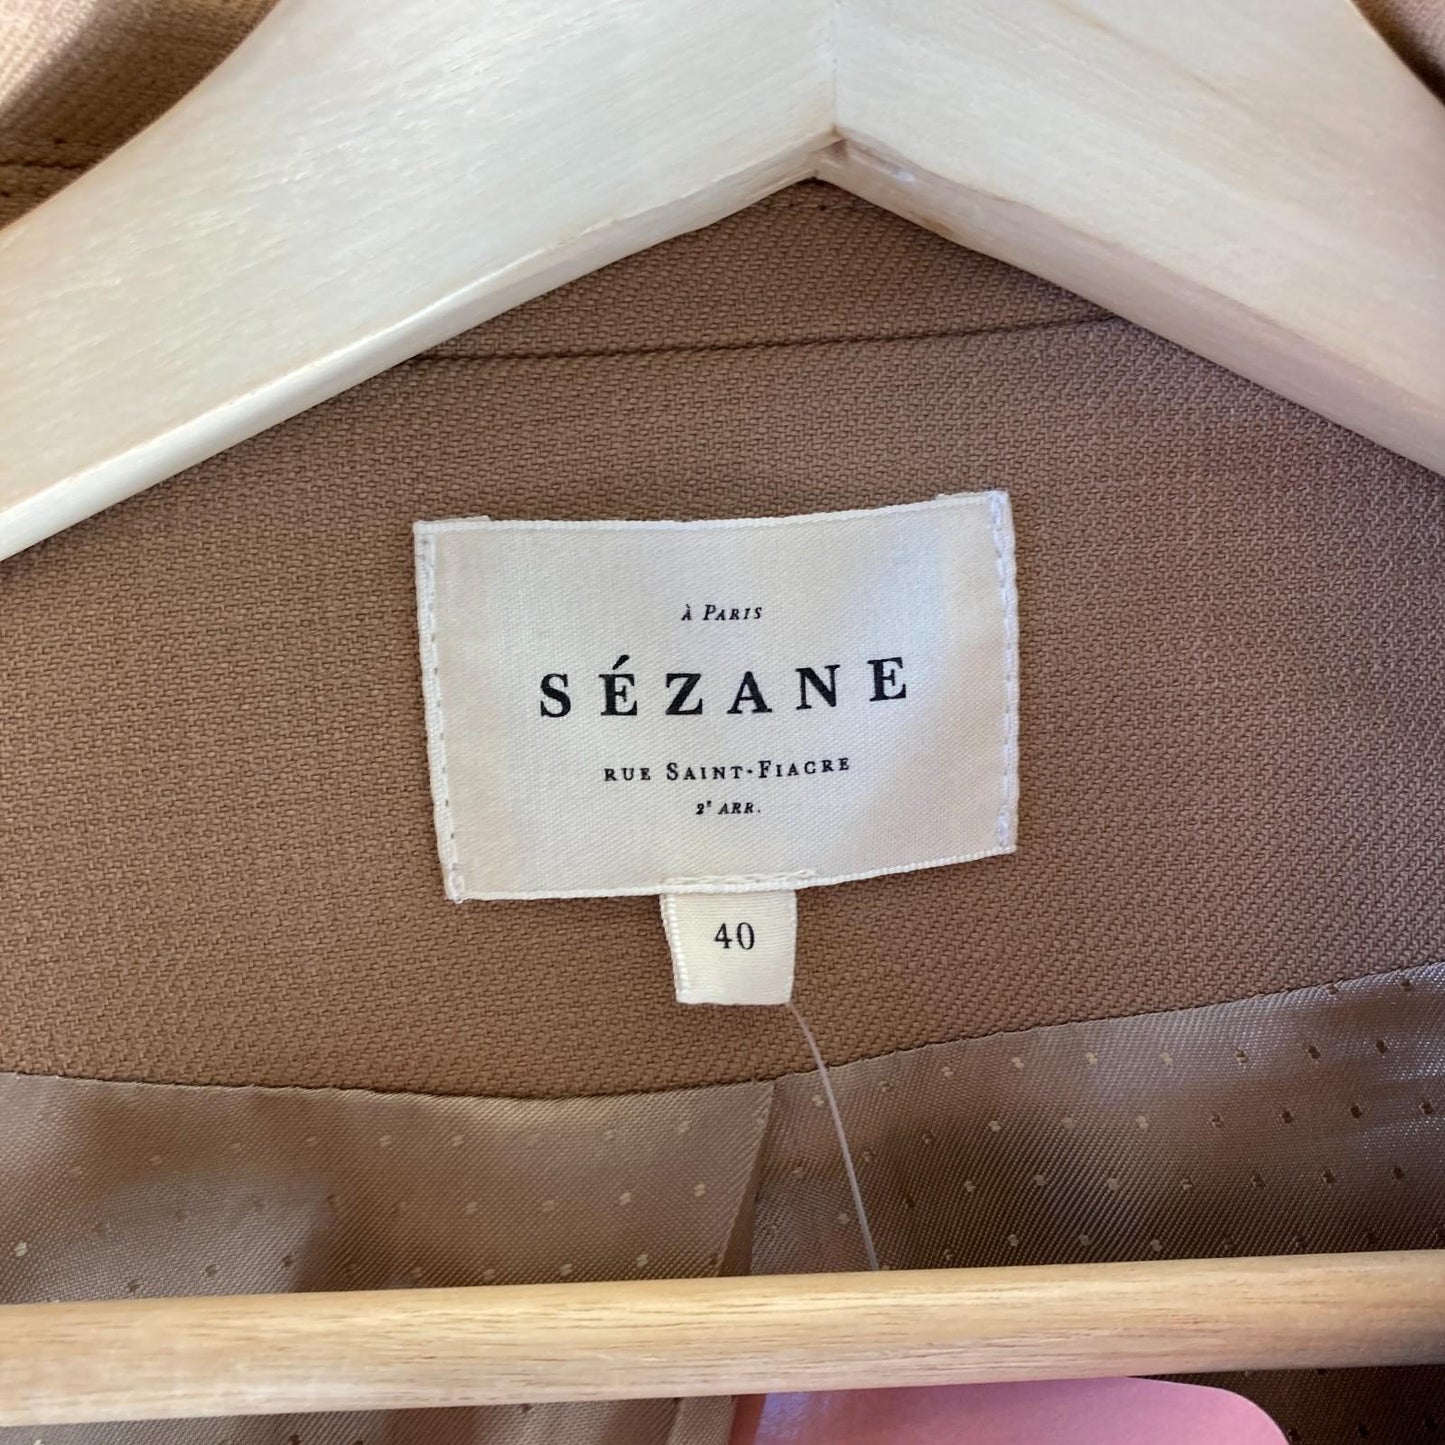 À PARIS
SÉZANE
RUE SAINT-FIACRE
2ᵉ ARR.
40